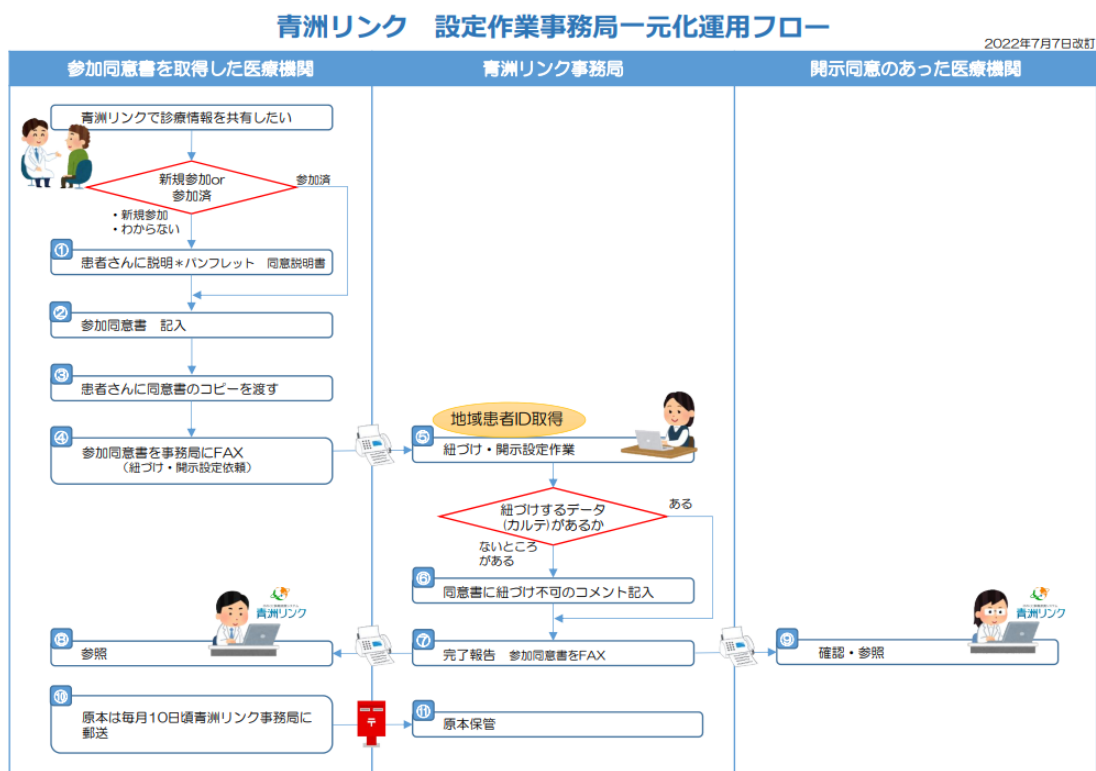 青洲リンク 設定作業事務局一元化運用フロー
2022年7月7日改訂
参加同意書を取得した医療機関
青洲リンク事務局
開示同意のあった医療機関
青洲リンクで診療情報を共有したい
新規参加or
参加済
参加済
・新規参加
・わからない
①
患者さんに説明＊パンフレット 同意説明書
②
参加同意書 記入
③
患者さんに同意書のコピーを渡す
④
参加同意書を事務局にFAX
（紐づけ・開示設定依頼）
地域患者ID取得
⑤
紐づけ・開示設定作業
紐づけするデータ
(カルテ)があるか
ある
ないところ
がある
⑥
同意書に紐づけ不可のコメント記入
⑦
完了報告 参加同意書をFAX
青洲リンク
⑧
参照
青洲リンク
⑨
確認・参照
⑩
原本は毎月10日頃青洲リンク事務局に
郵送
〒
⑪
原本保管